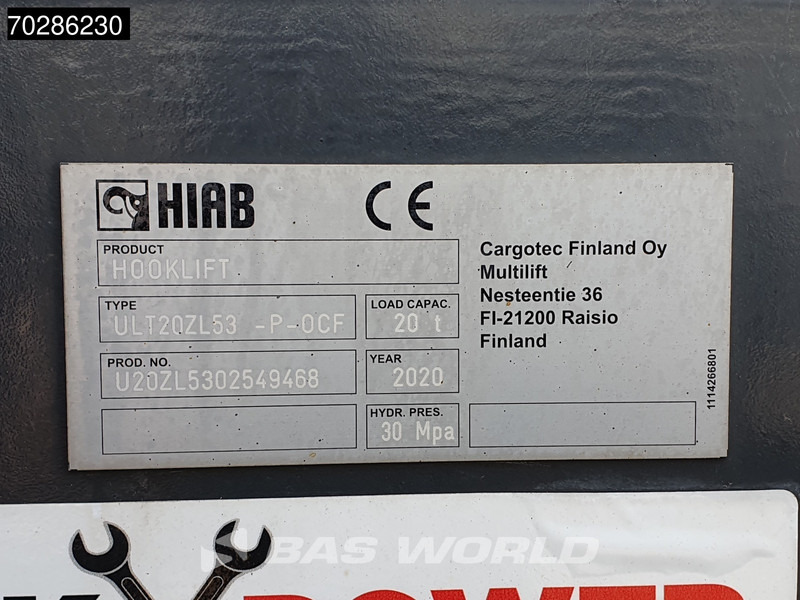 70286230
HIAB CE
PRODUCT
HOOKLIFT
TYPE
ULT20ZL53 -P-OCF
LOAD CAPAC.
20 t
PROD. NO.
U20ZL5302549468
YEAR
2020
HYDR. PRES.
30 Mpa
Cargotec Finland Oy
Multilift
Nesteentie 36
FI-21200 Raisio
Finland
1114266801
BAS WORLD
POWER